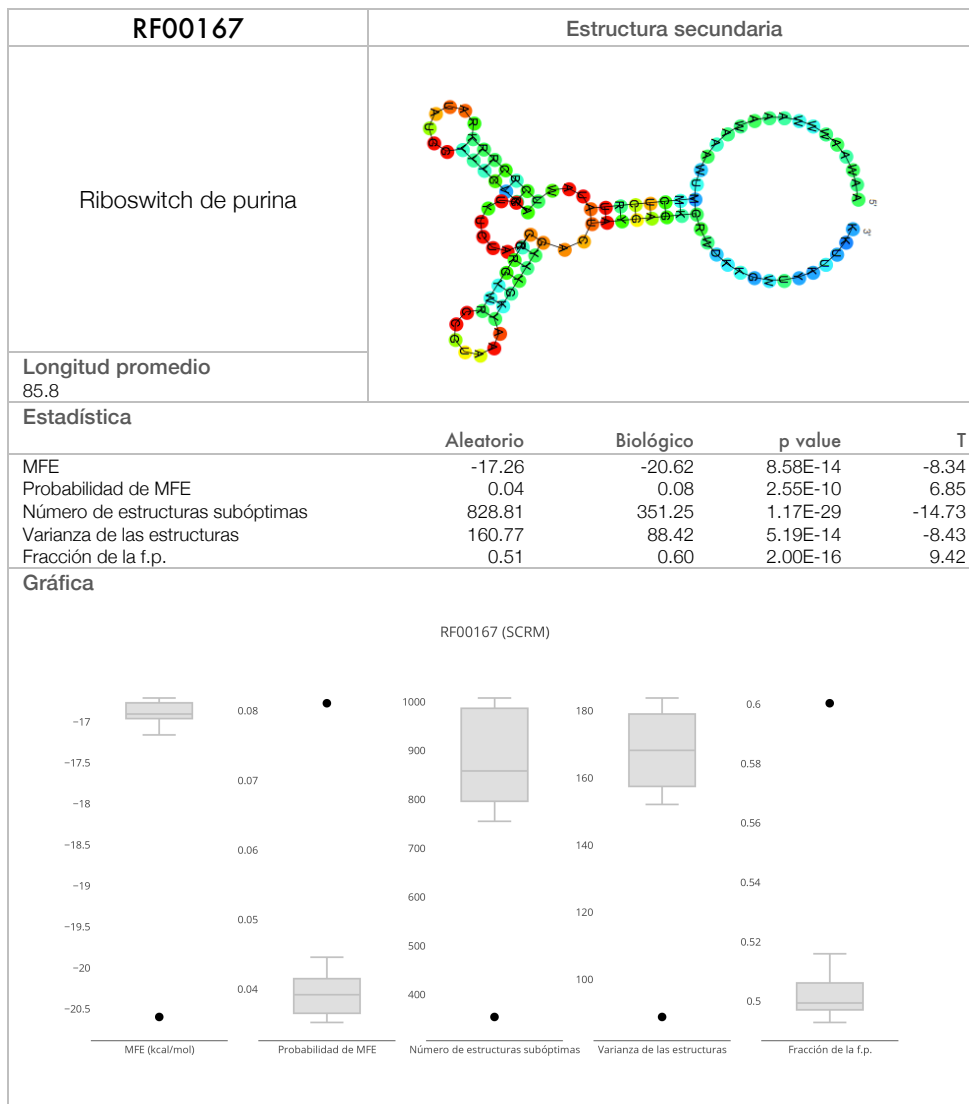 RF00167
Estructura secundaria
Riboswitch de purina
5'
3'
Longitud promedio
85.8
Estadística
Aleatorio Biológico p value T
MFE -17.26 -20.62 8.58E-14 -8.34
Probabilidad de MFE 0.04 0.08 2.55E-10 6.85
Número de estructuras subóptimas 828.81 351.25 1.17E-29 -14.73
Varianza de las estructuras 160.77 88.42 5.19E-14 -8.43
Fracción de la f.p. 0.51 0.60 2.00E-16 9.42
Gráfica
RF00167 (SCRM)
−17
−17.5
−18
−18.5
−19
−19.5
−20
−20.5
MFE (kcal/mol)
0.08
0.07
0.06
0.05
0.04
Probabilidad de MFE
1000
900
800
700
600
500
400
Número de estructuras subóptimas
180
160
140
120
100
Varianza de las estructuras
0.6
0.58
0.56
0.54
0.52
0.5
Fracción de la f.p.